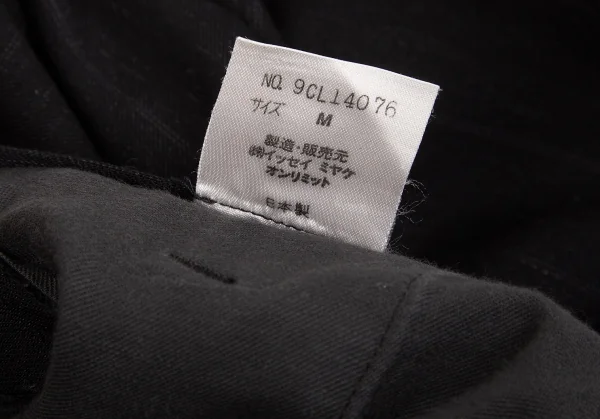 NO. 9CL14076
サイズ M
製造・販売元
㈱イッセイ ミヤケ
オンリミット
日本製